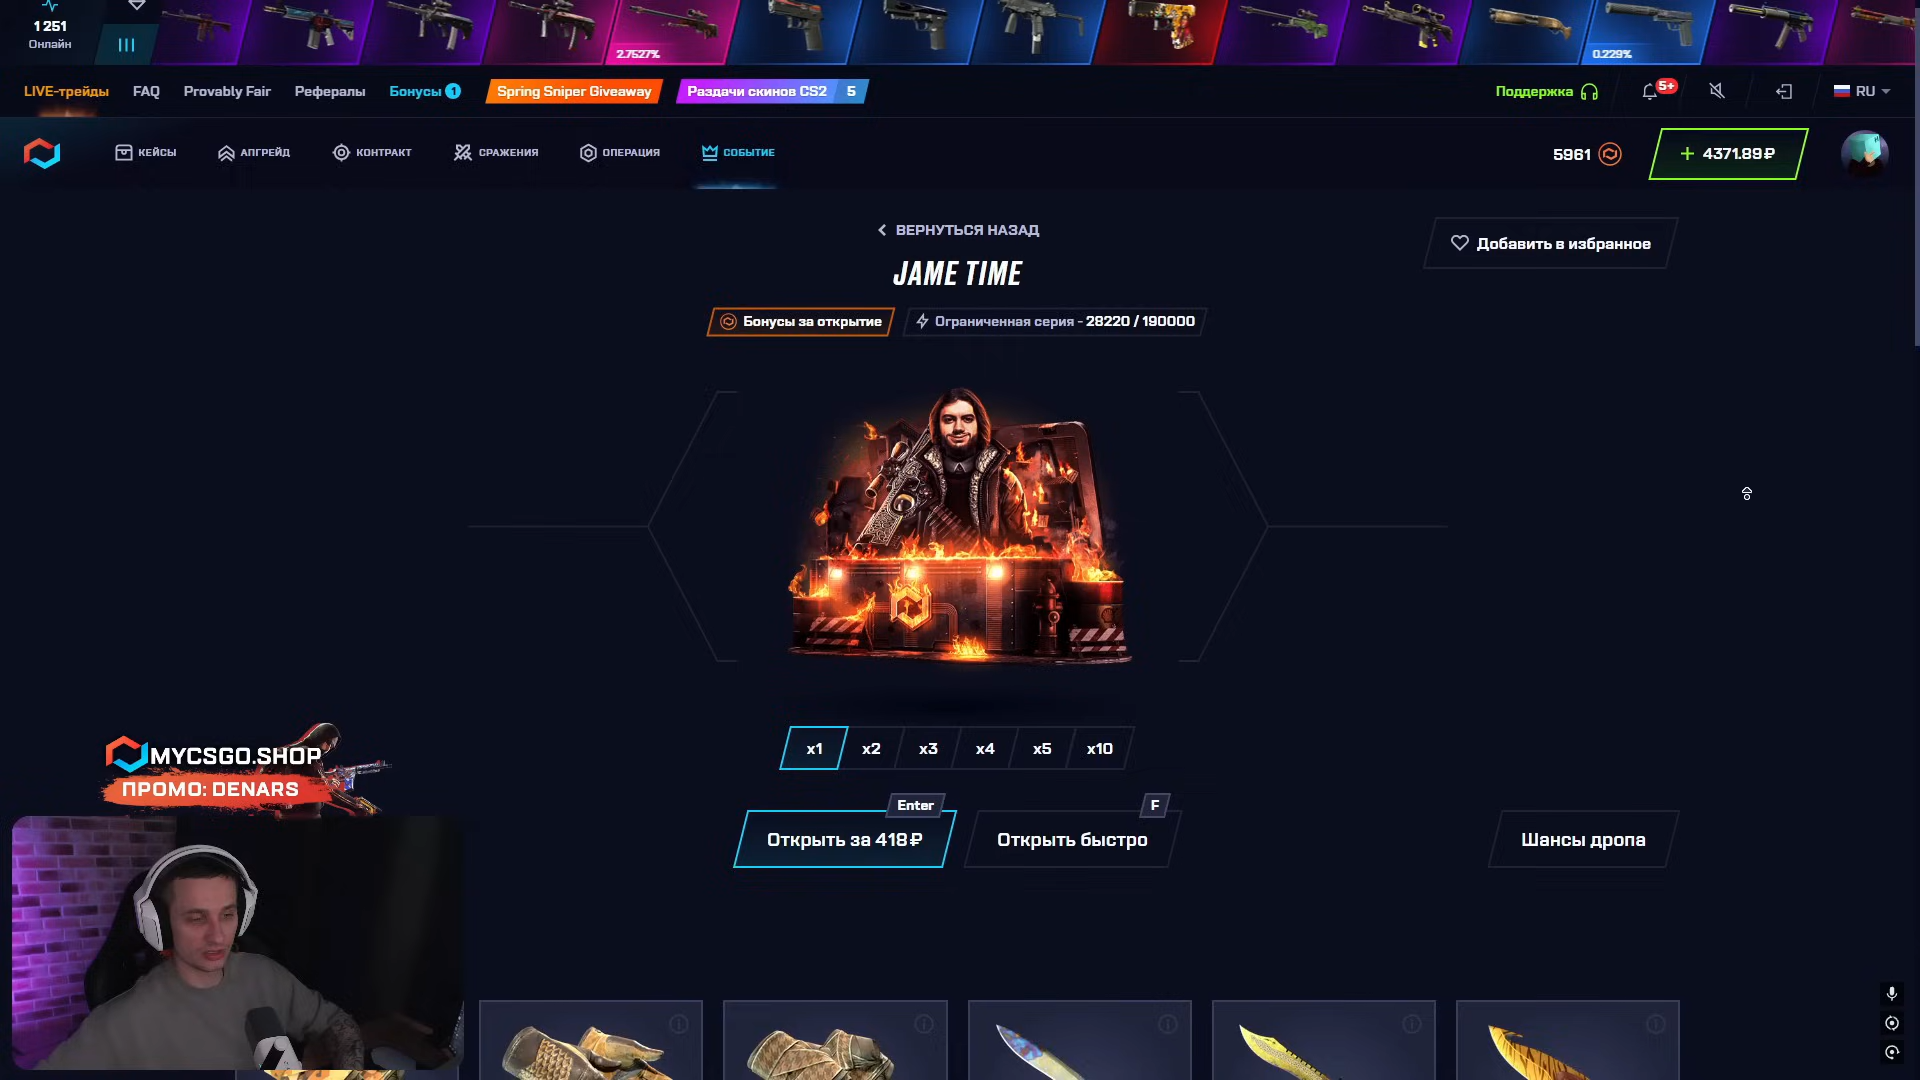 1 251
Онлайн
2.7527%
0.229%
LIVE-трейды
FAQ
Provably Fair
Рефералы
Бонусы 1
Spring Sniper Giveaway
Раздачи скинов CS2 5
Поддержка
5+
RU
КЕЙСЫ
АПГРЕЙД
КОНТРАКТ
СРАЖЕНИЯ
ОПЕРАЦИЯ
СОБЫТИЕ
5961
+ 4371.89 ₽
ВЕРНУТЬСЯ НАЗАД
JAME TIME
Добавить в избранное
Бонусы за открытие
Ограниченная серия - 28220 / 190000
x1
x2
x3
x4
x5
x10
Enter
F
Открыть за 418 ₽
Открыть быстро
Шансы дропа
MYCSGO.SHOP
ПРОМО: DENARS